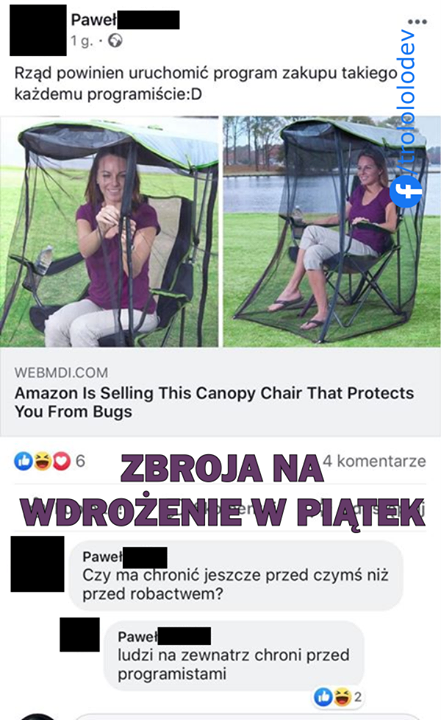 Paweł
1 g. ·
Rząd powinien uruchomić program zakupu takiego
każdemu programiście:D
/trolololodev
WEBMDI.COM
Amazon Is Selling This Canopy Chair That Protects
You From Bugs
6
4 komentarze
ZBROJA NA
WDROŻENIE W PIĄTEK
Paweł
Czy ma chronić jeszcze przed czymś niż
przed robactwem?
Paweł
ludzi na zewnatrz chroni przed
programistami
2